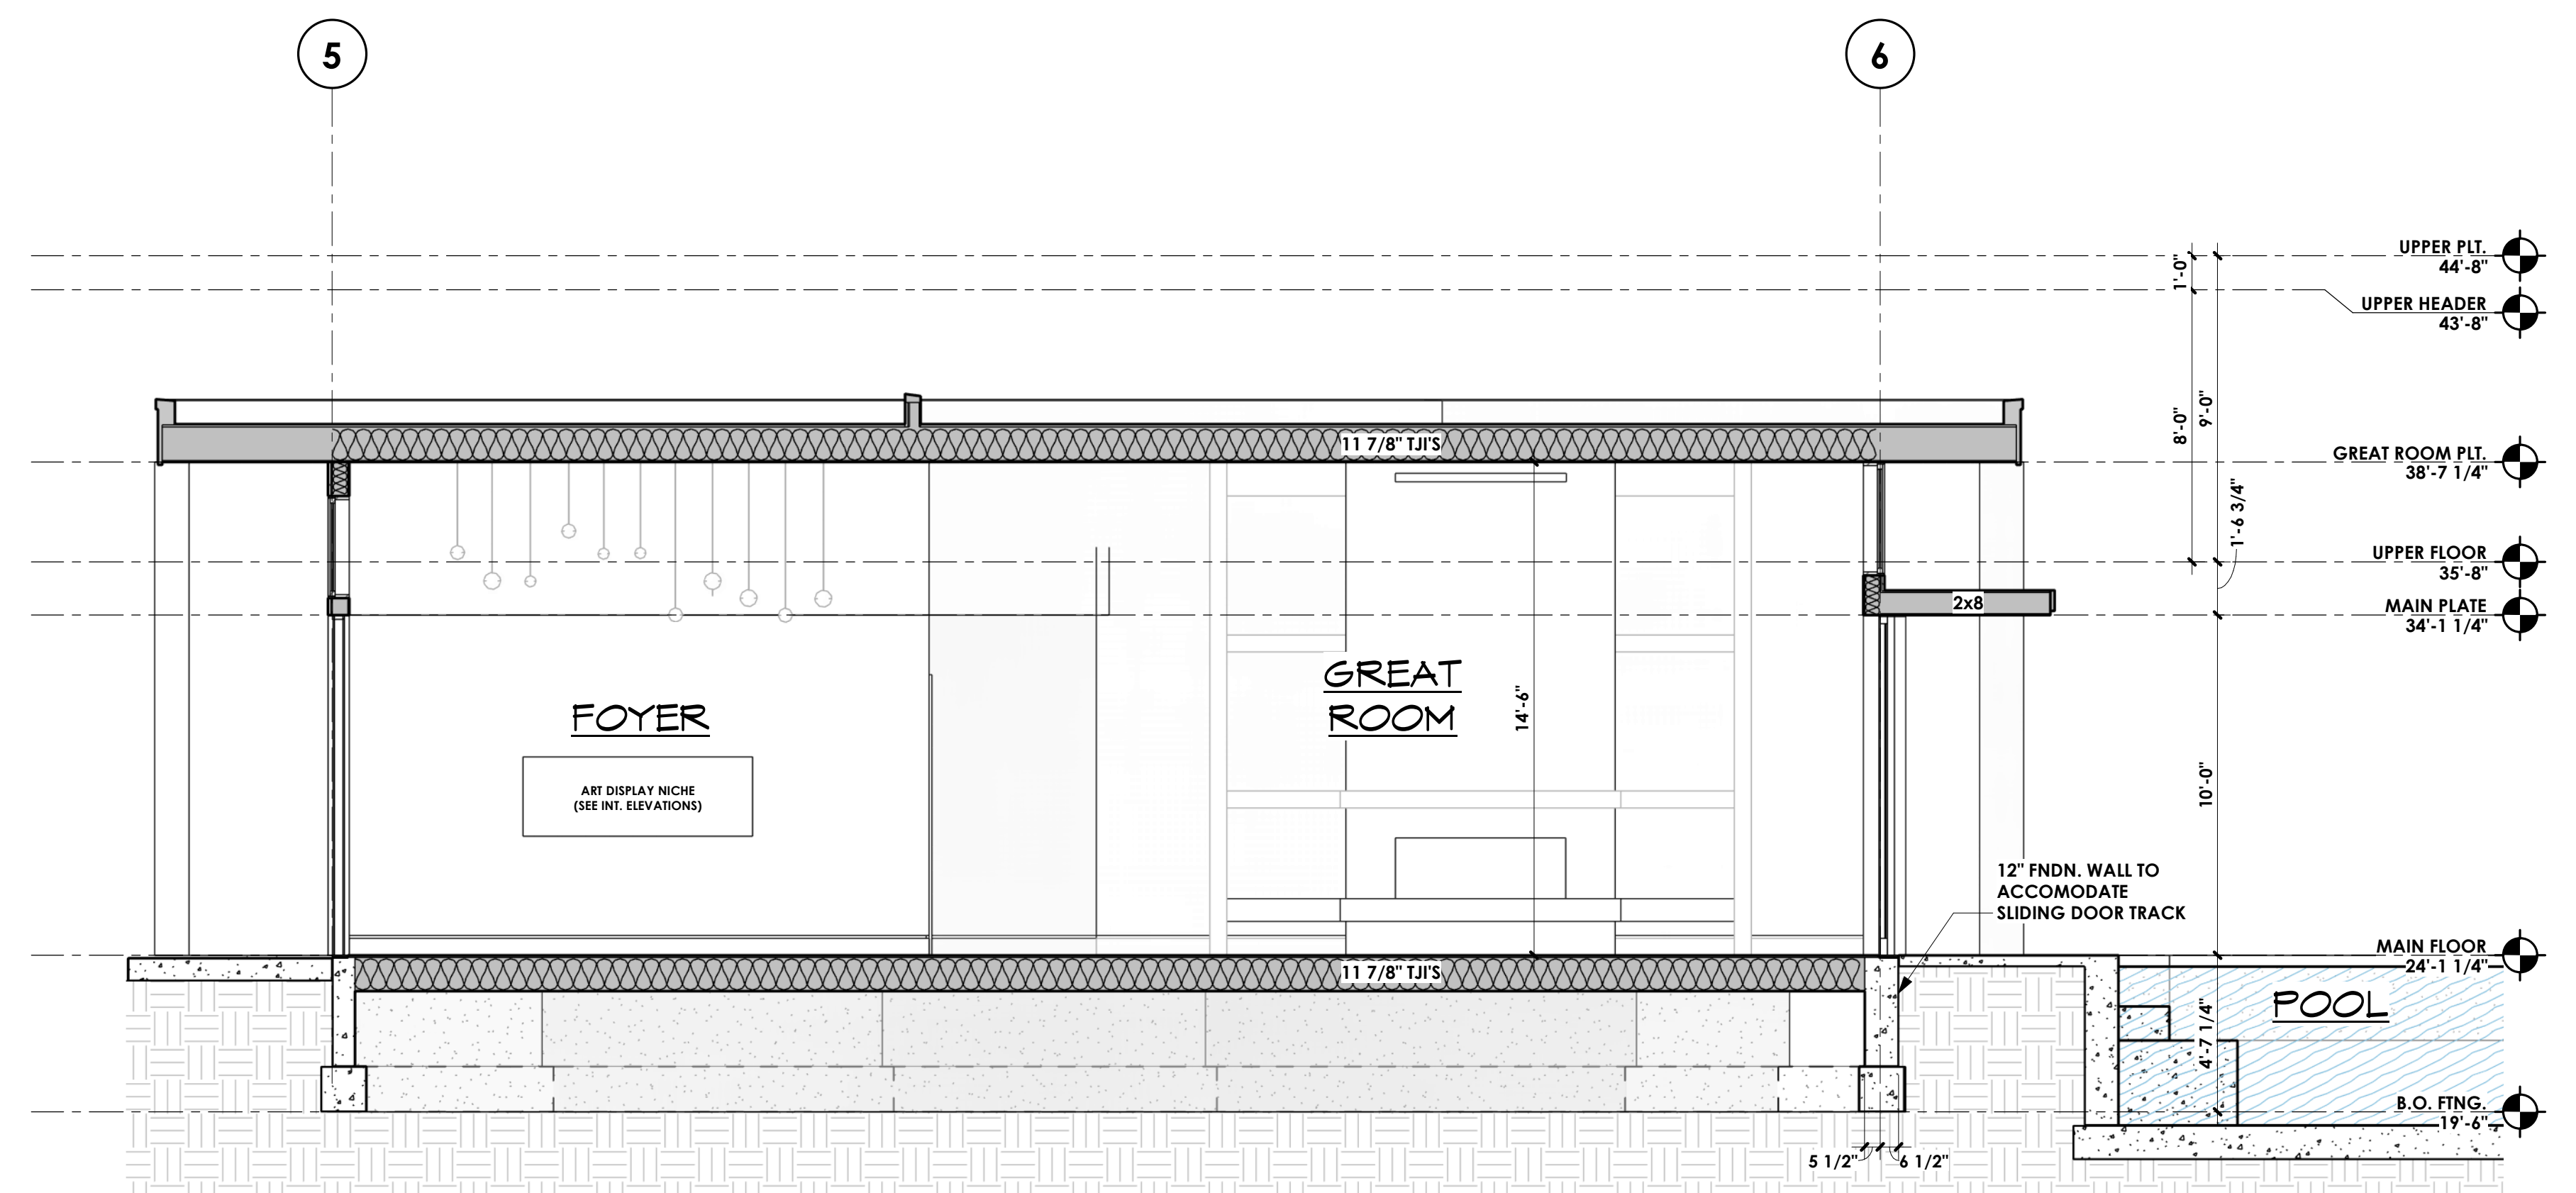 5
6
UPPER PLT.
44'-8"
1'-0"
UPPER HEADER
43'-8"
8'-0"
9'-0"
11 7/8" TJI'S
GREAT ROOM PLT.
38'-7 1/4"
1'-6 3/4"
UPPER FLOOR
35'-8"
2x8
MAIN PLATE
34'-1 1/4"
FOYER
GREAT
ROOM
14'-6"
10'-0"
ART DISPLAY NICHE
(SEE INT. ELEVATIONS)
12" FNDN. WALL TO
ACCOMODATE
SLIDING DOOR TRACK
MAIN FLOOR
24'-1 1/4"
11 7/8" TJI'S
POOL
4'-7 1/4"
B.O. FTNG.
19'-6"
5 1/2"
6 1/2"